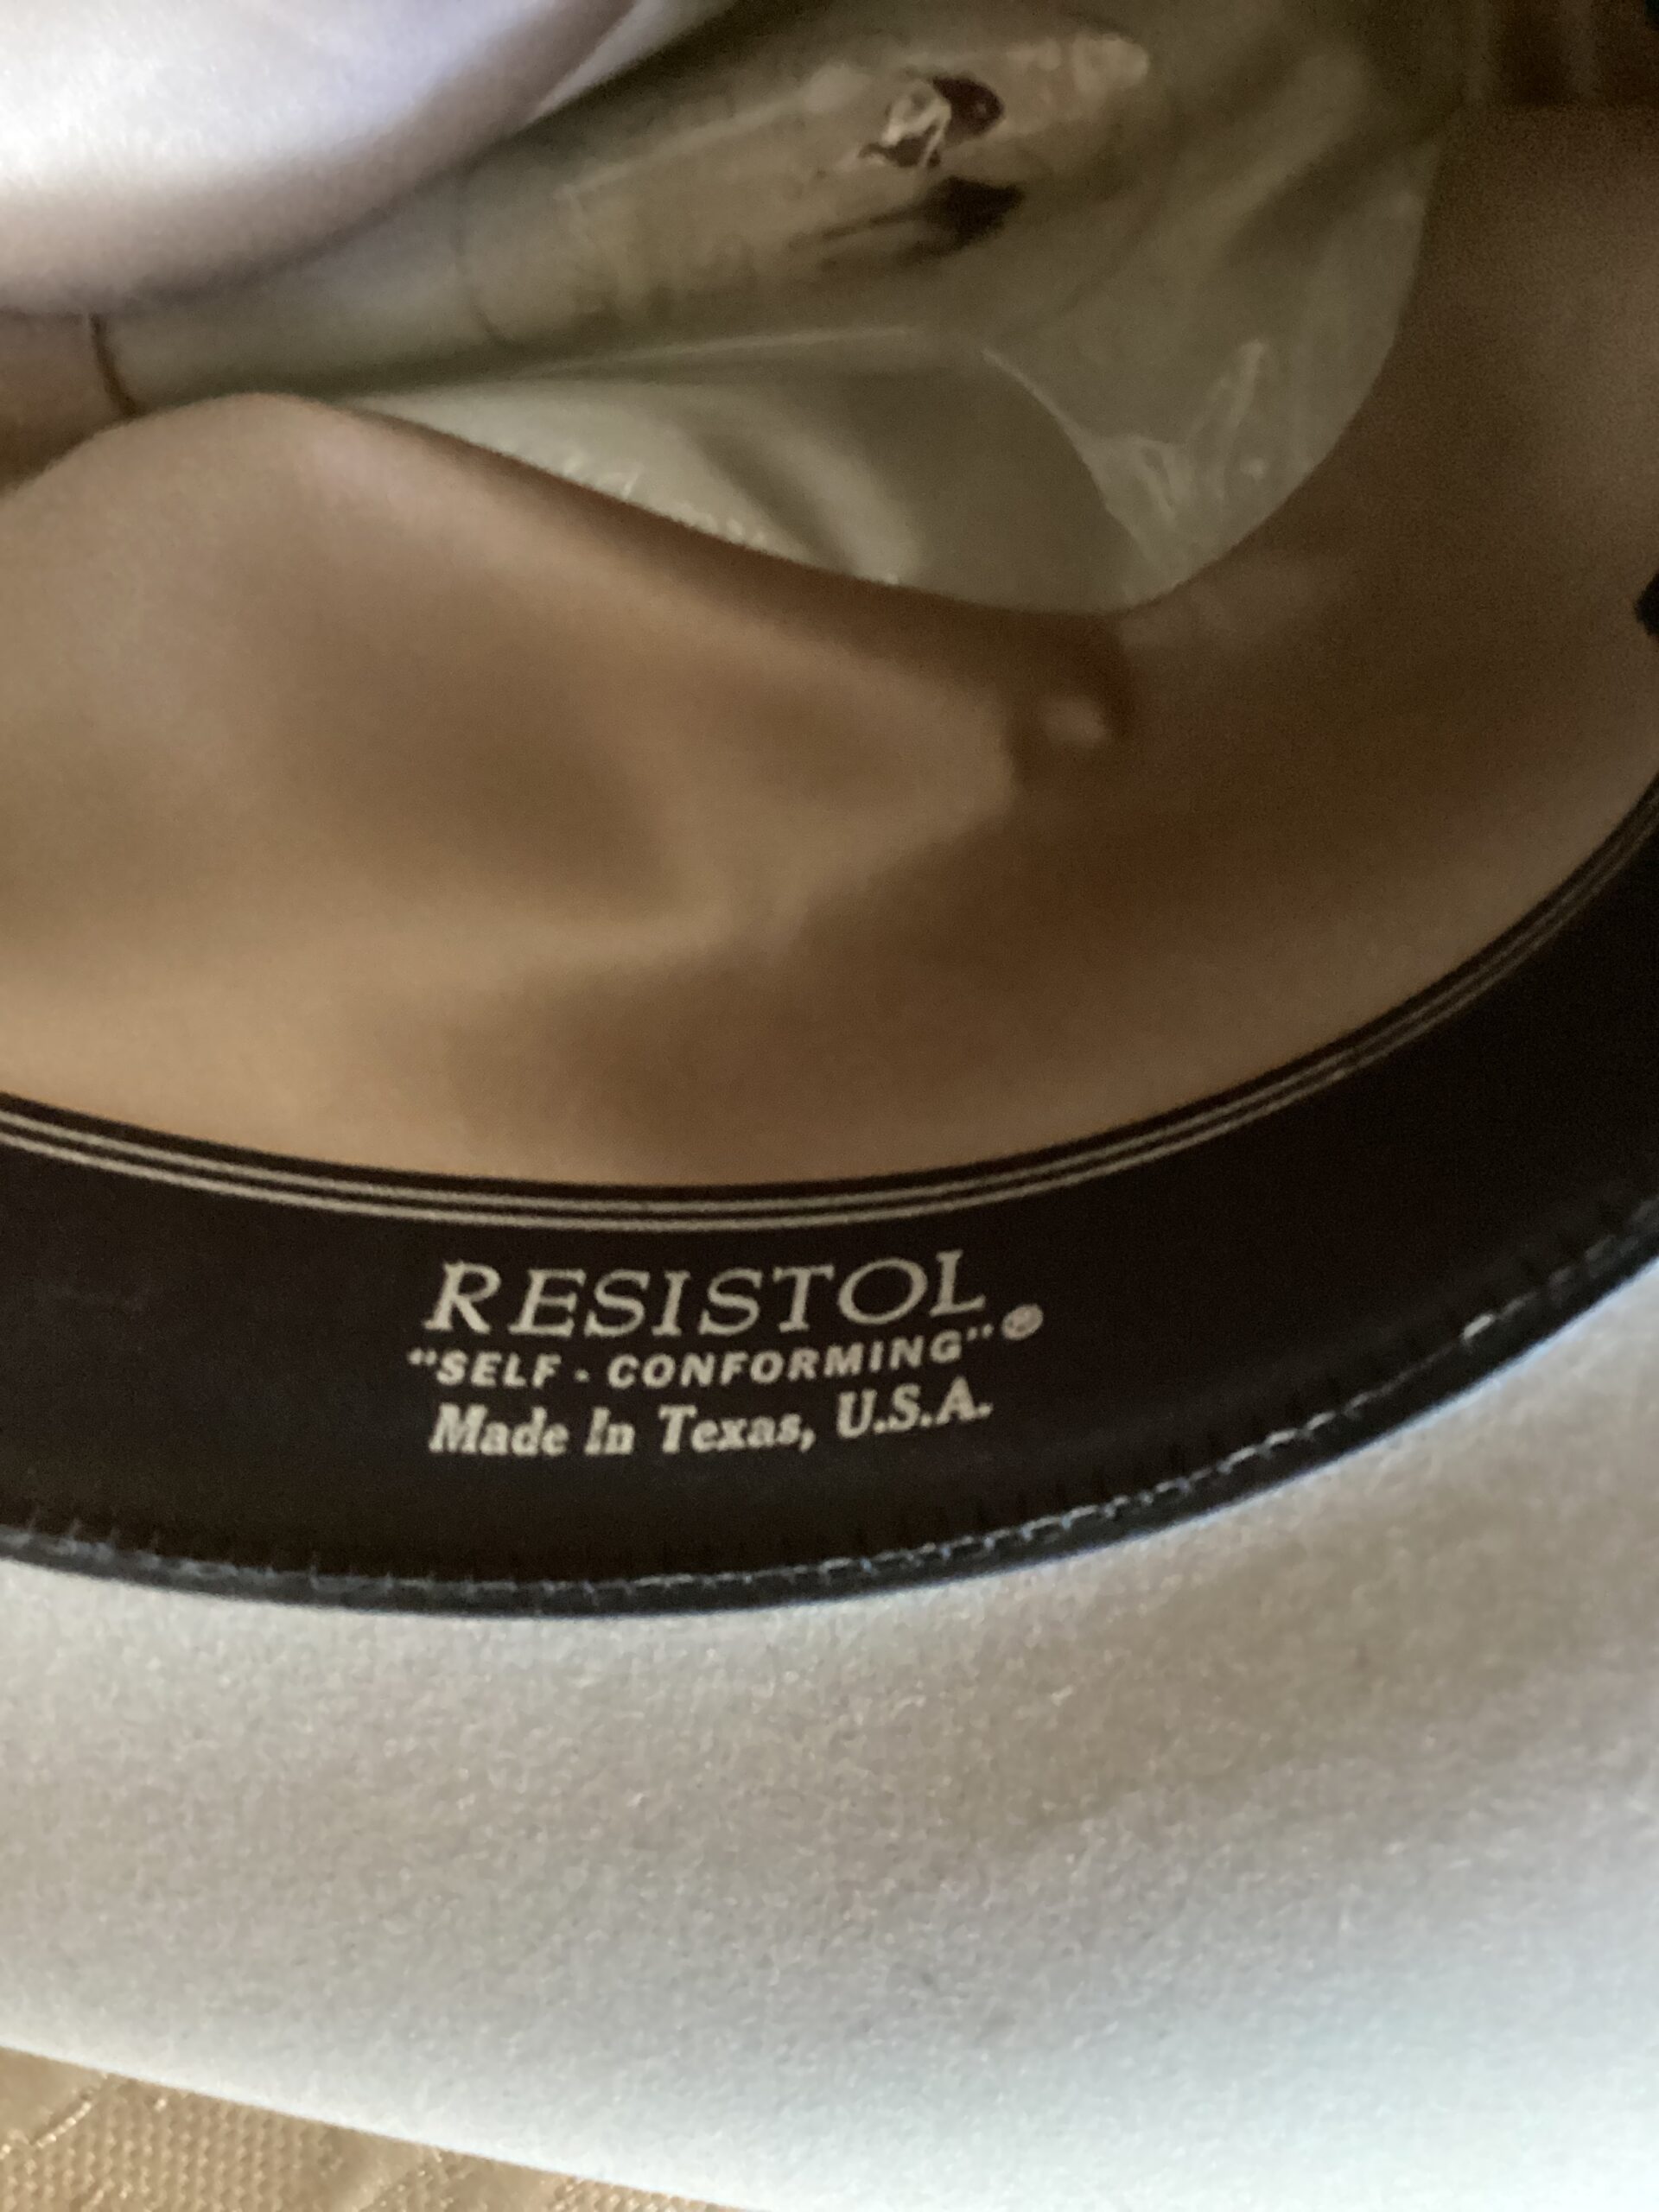 RESISTOL
"SELF-CONFORMING"®
Made In Texas, U.S.A.